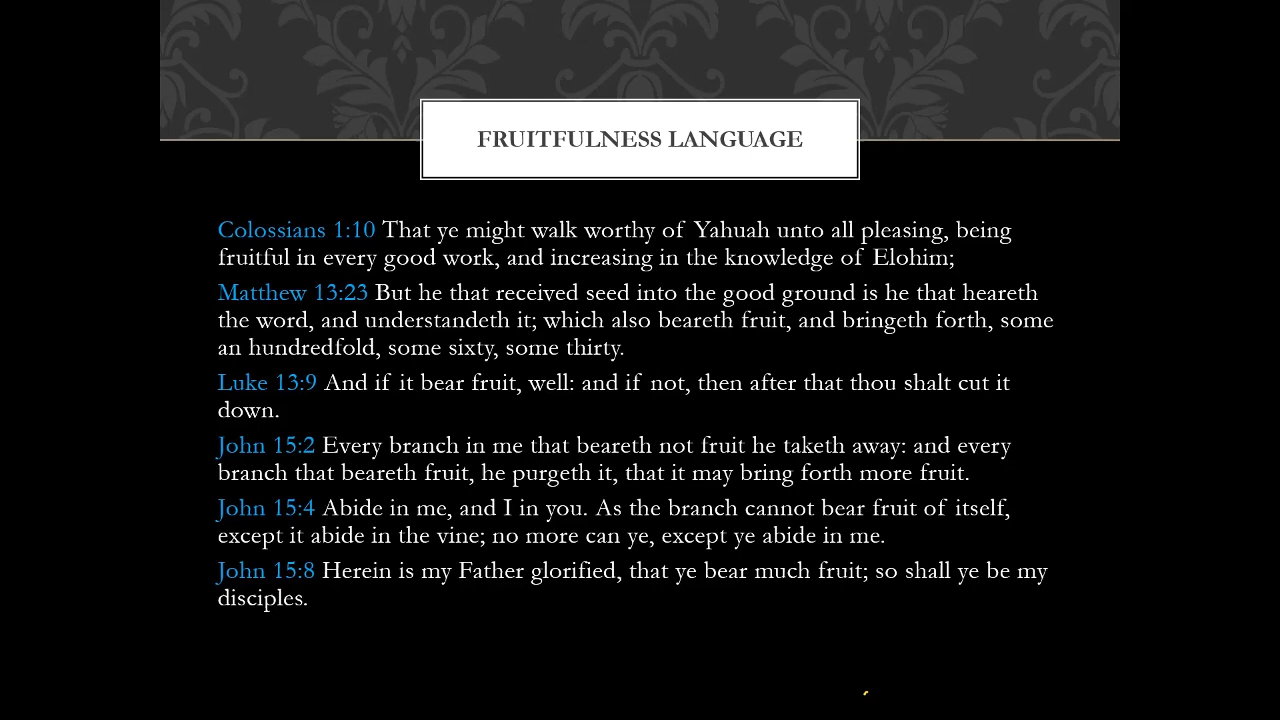 FRUITFULNESS LANGUAGE
Colossians 1:10 That ye might walk worthy of Yahuah unto all pleasing, being
fruitful in every good work, and increasing in the knowledge of Elohim;
Matthew 13:23 But he that received seed into the good ground is he that heareth
the word, and understandeth it; which also beareth fruit, and bringeth forth, some
an hundredfold, some sixty, some thirty.
Luke 13:9 And if it bear fruit, well: and if not, then after that thou shalt cut it
down.
John 15:2 Every branch in me that beareth not fruit he taketh away: and every
branch that beareth fruit, he purgeth it, that it may bring forth more fruit.
John 15:4 Abide in me, and I in you. As the branch cannot bear fruit of itself,
except it abide in the vine; no more can ye, except ye abide in me.
John 15:8 Herein is my Father glorified, that ye bear much fruit; so shall ye be my
disciples.